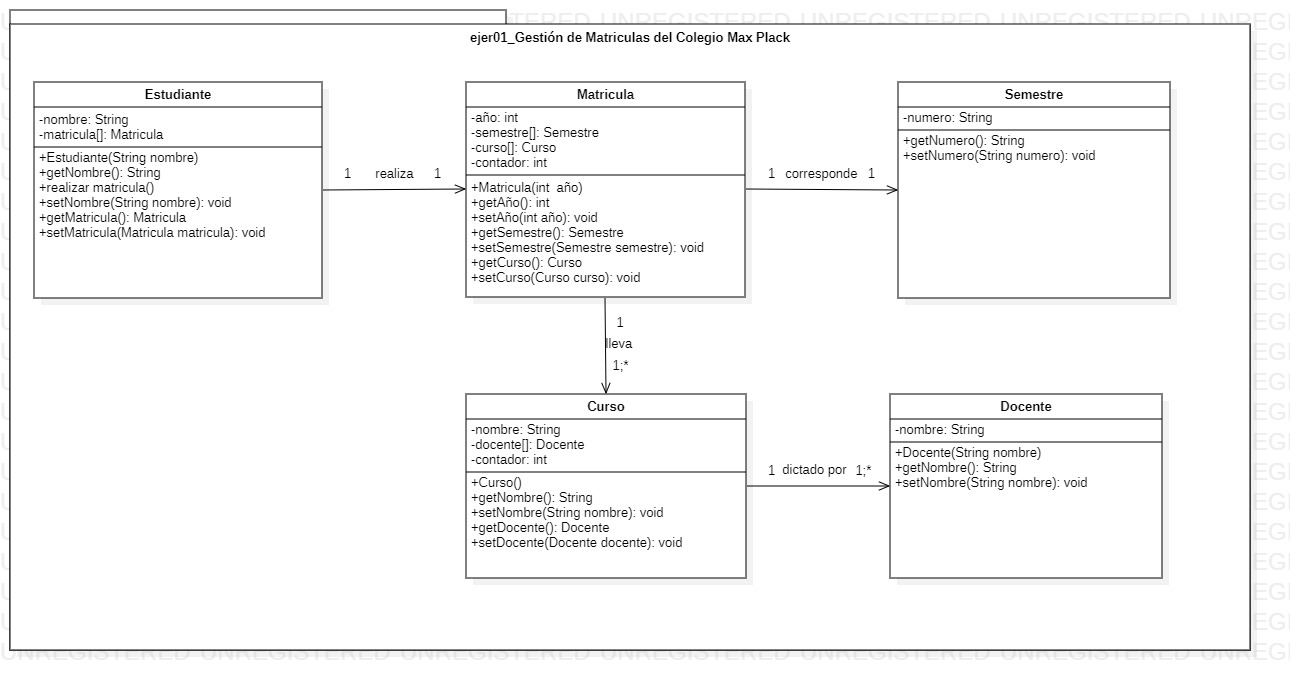 ejer01_Gestión de Matriculas del Colegio Max Plack
Estudiante
-nombre: String
-matricula[]: Matricula
+Estudiante(String nombre)
+getNombre(): String
+realizar matricula()
+setNombre(String nombre): void
+getMatricula(): Matricula
+setMatricula(Matricula matricula): void
1 realiza 1
Matricula
-año: int
-semestre[]: Semestre
-curso[]: Curso
-contador: int
+Matricula(int año)
+getAño(): int
+setAño(int año): void
+getSemestre(): Semestre
+setSemestre(Semestre semestre): void
+getCurso(): Curso
+setCurso(Curso curso): void
1 corresponde 1
Semestre
-numero: String
+getNumero(): String
+setNumero(String numero): void
1
lleva
1;*
Curso
-nombre: String
-docente[]: Docente
-contador: int
+Curso()
+getNombre(): String
+setNombre(String nombre): void
+getDocente(): Docente
+setDocente(Docente docente): void
1 dictado por 1;*
Docente
-nombre: String
+Docente(String nombre)
+getNombre(): String
+setNombre(String nombre): void
UNREGISTERED UNREGISTERED UNREGISTERED UNREGISTERED UNREGISTERED UNREGISTERED